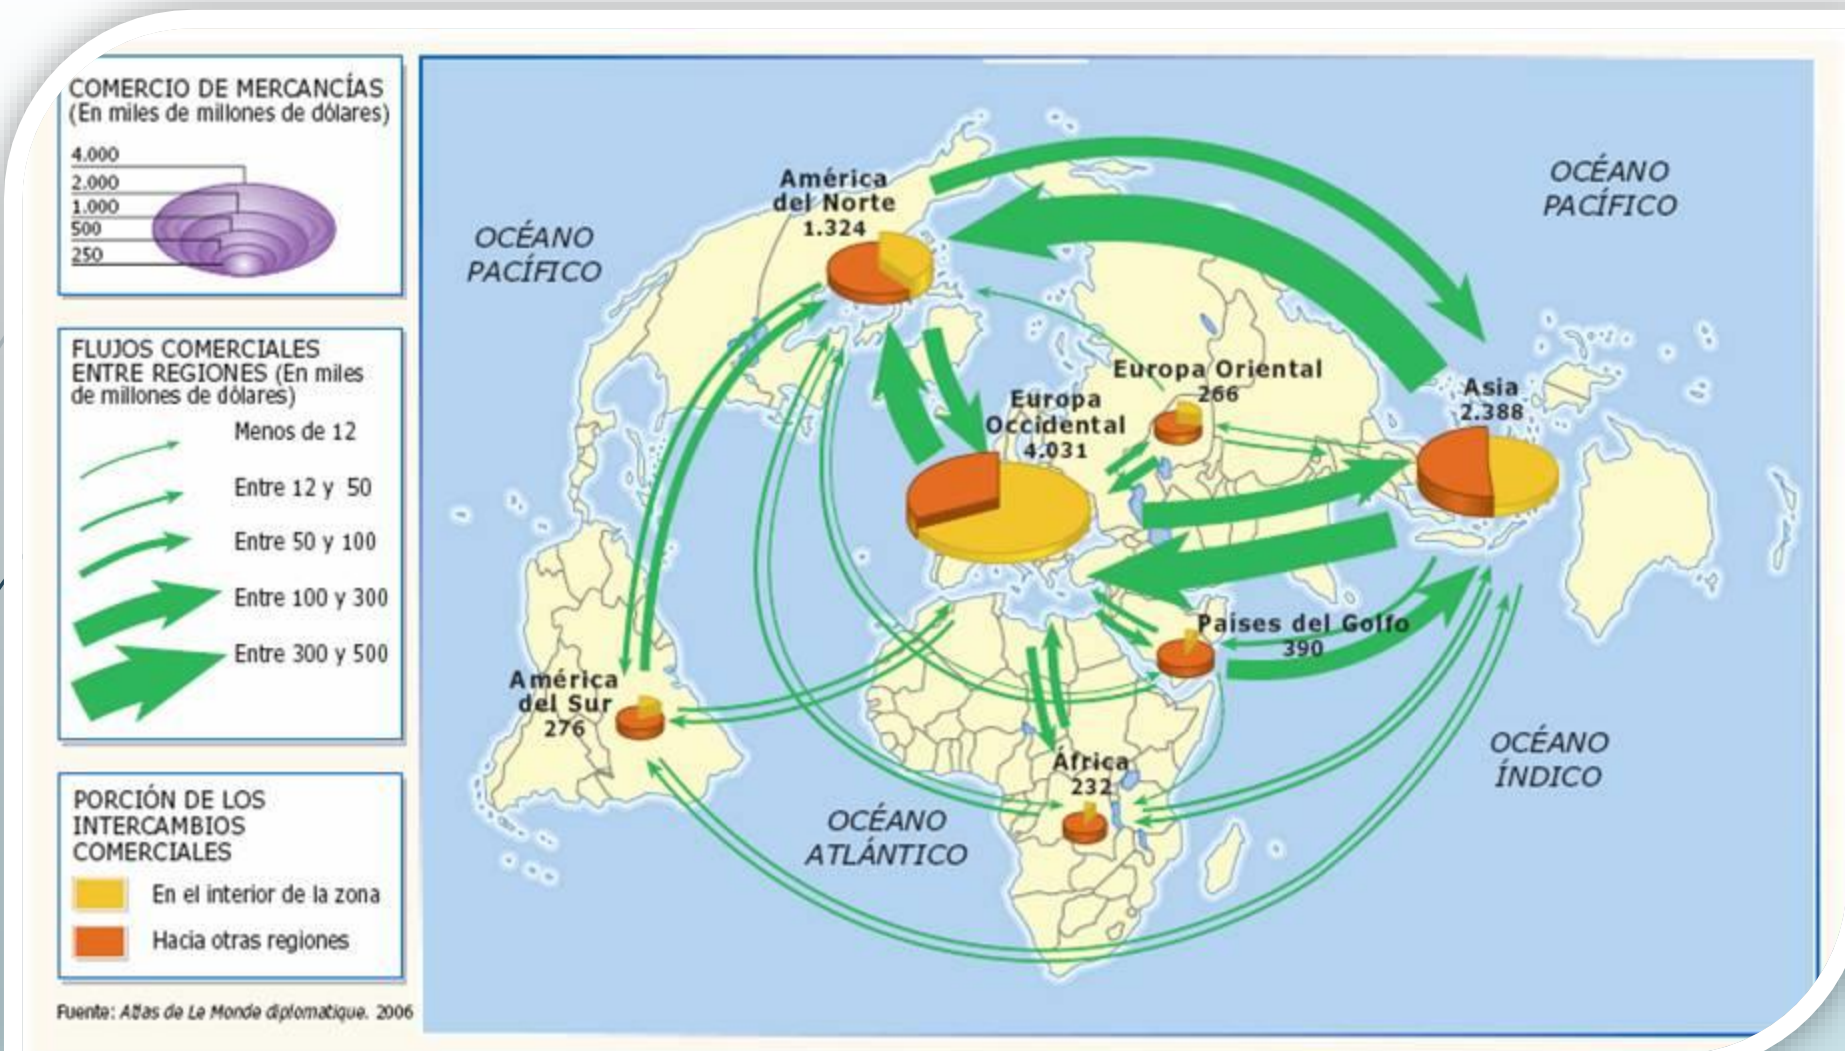 COMERCIO DE MERCANCÍAS
(En miles de millones de dólares)
4.000
2.000
1.000
500
250
FLUJOS COMERCIALES
ENTRE REGIONES (En miles
de millones de dólares)
Menos de 12
Entre 12 y 50
Entre 50 y 100
Entre 100 y 300
Entre 300 y 500
PORCIÓN DE LOS
INTERCAMBIOS
COMERCIALES
En el interior de la zona
Hacia otras regiones
Fuente: Atlas de Le Monde diplomatique. 2006
OCÉANO
PACÍFICO
América
del Norte
1.324
OCÉANO
PACÍFICO
Europa Oriental
266
Europa
Occidental
4.031
Asia
2.388
Países del Golfo
390
América
del Sur
276
África
232
OCÉANO
ATLÁNTICO
OCÉANO
ÍNDICO